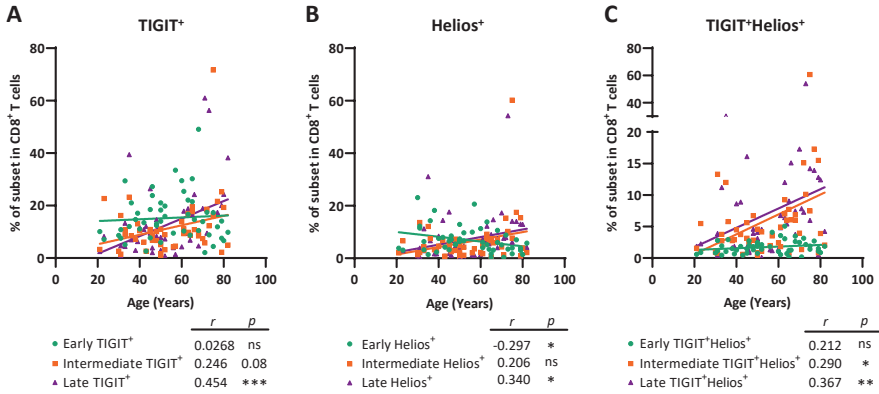 A
TIGIT+
% of subset in CD8+ T cells
80
60
40
20
0
0 20 40 60 80 100
Age (Years)
r p
Early TIGIT+ 0.0268 ns
Intermediate TIGIT+ 0.246 0.08
Late TIGIT+ 0.454 ***
B
Helios+
% of subset in CD8+ T cells
80
60
40
20
0
0 20 40 60 80 100
Age (Years)
r p
Early Helios+ -0.297 *
Intermediate Helios+ 0.206 ns
Late Helios+ 0.340 *
C
TIGIT+Helios+
% of subset in CD8+ T cells
80
60
40
20
15
10
5
0
0 20 40 60 80 100
Age (Years)
r p
Early TIGIT+Helios+ 0.212 ns
Intermediate TIGIT+Helios+ 0.290 *
Late TIGIT+Helios+ 0.367 **